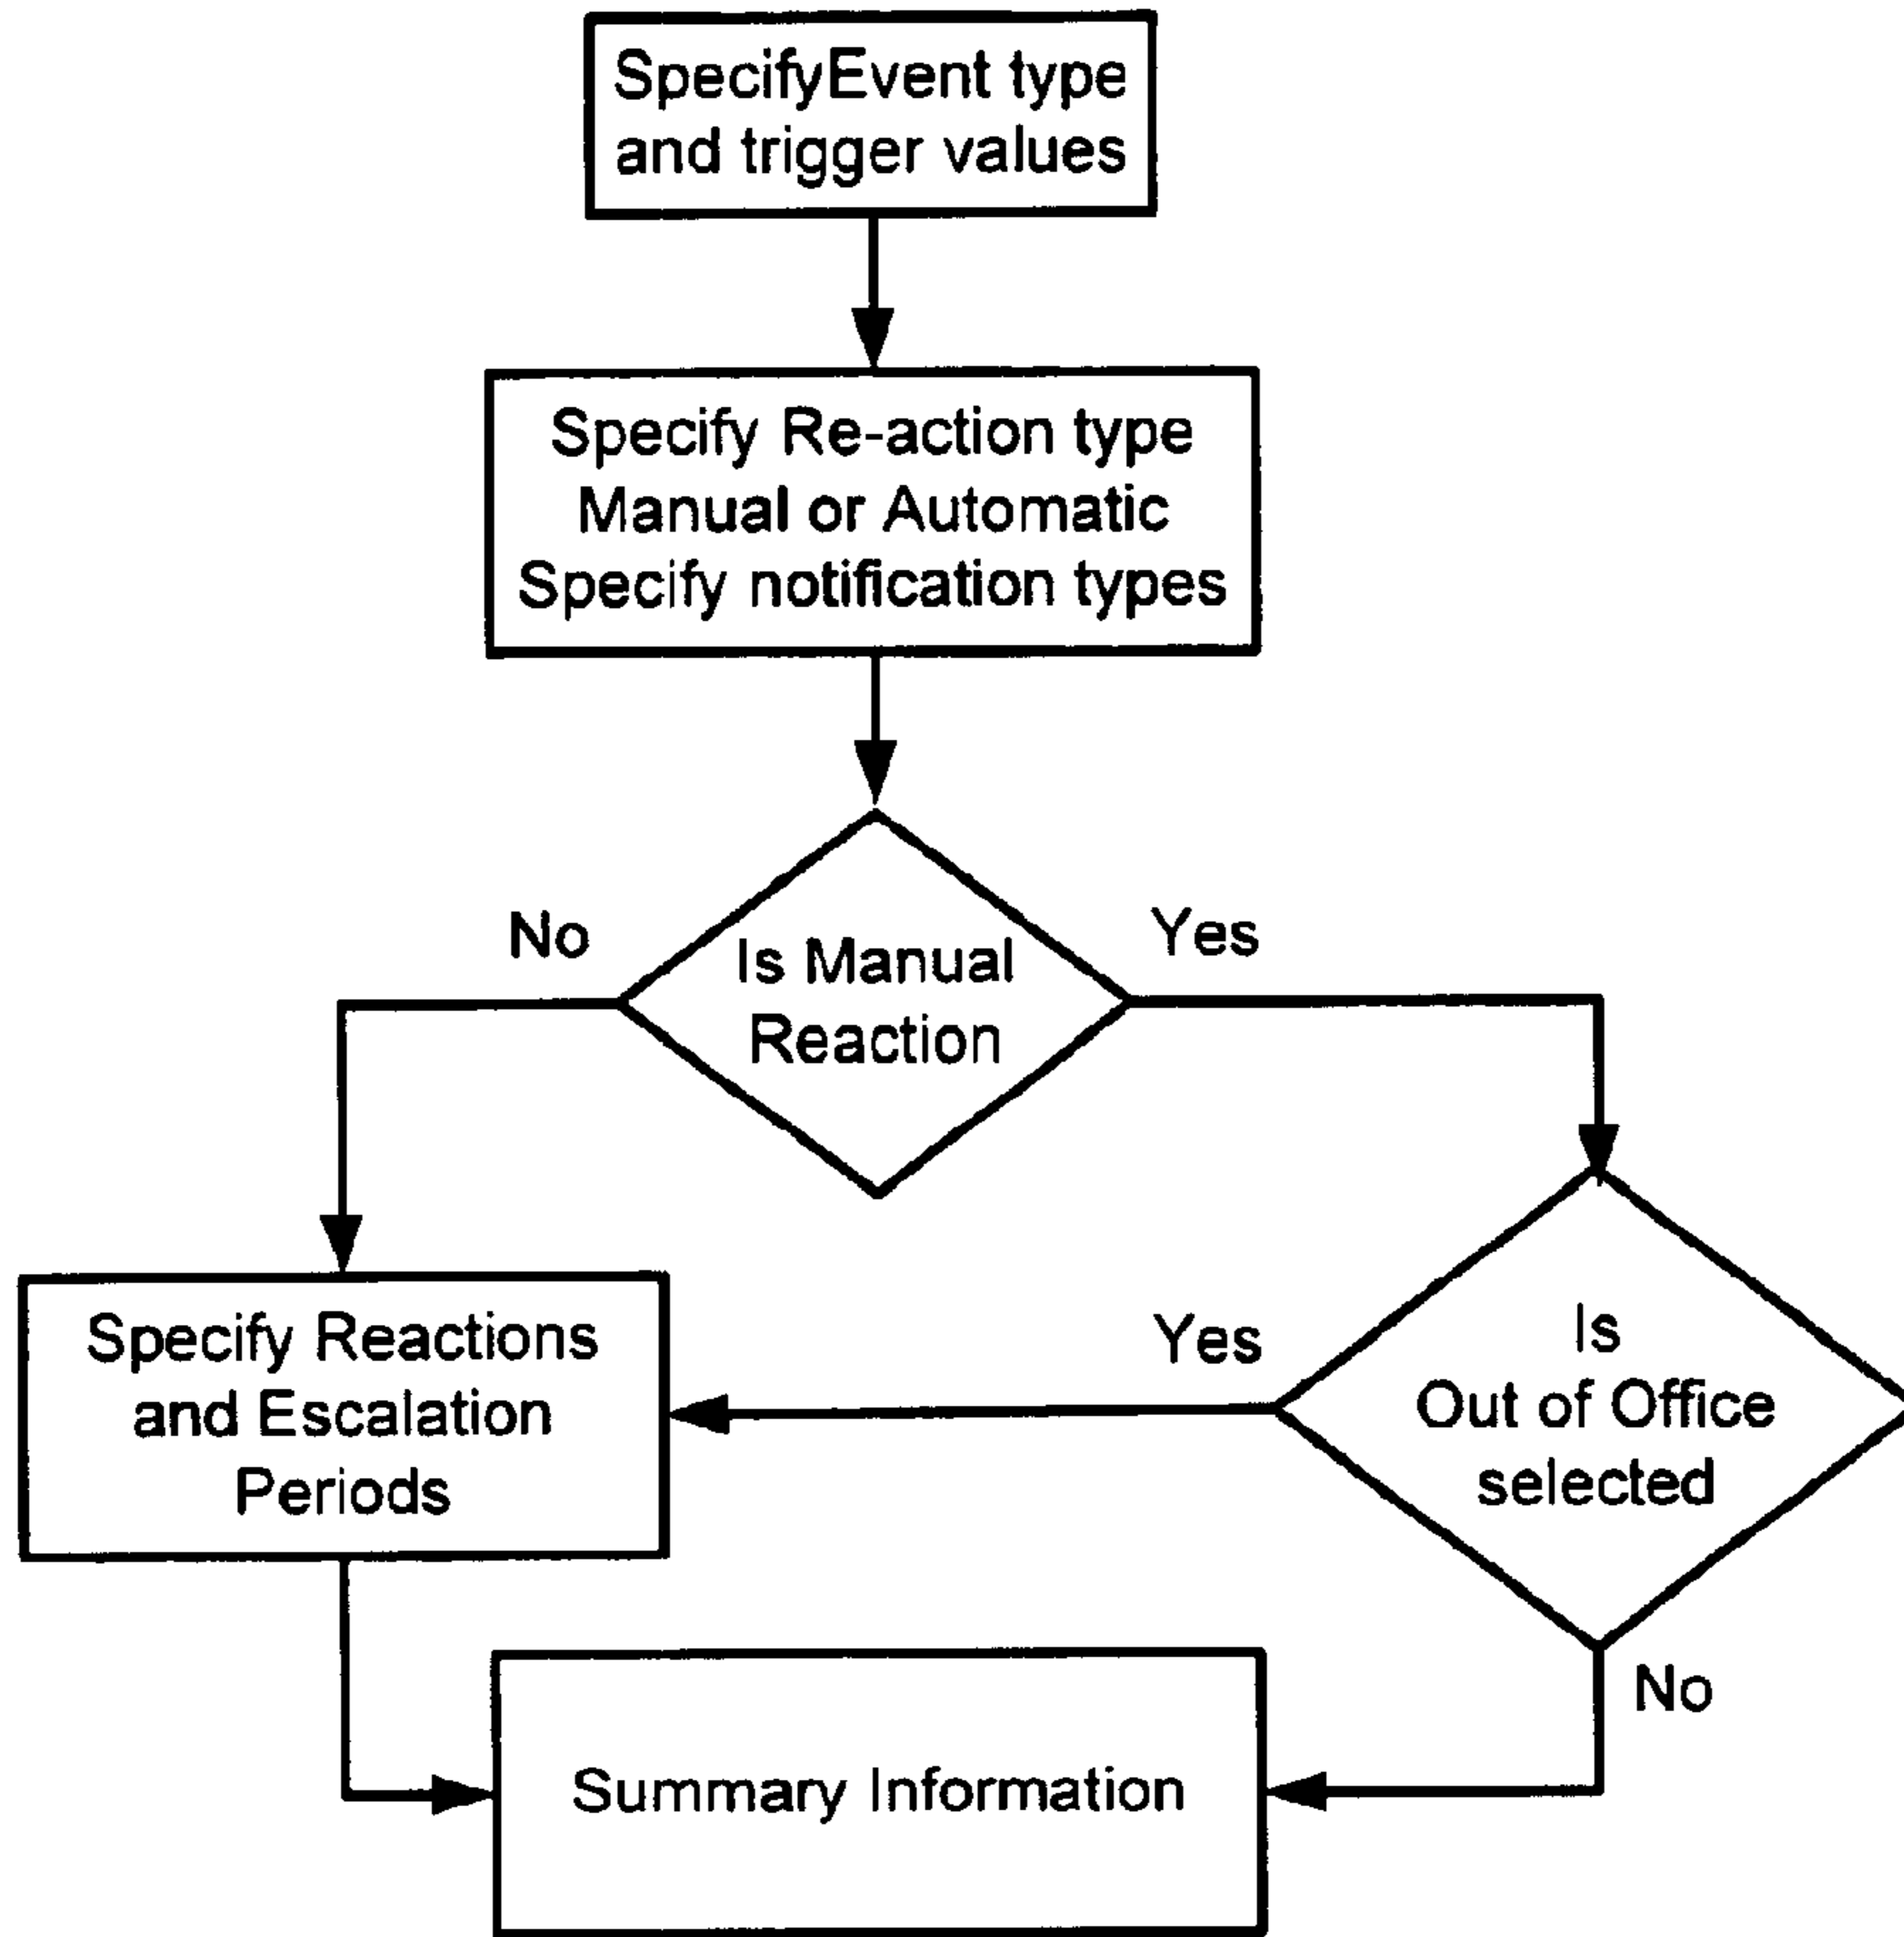 SpecifyEvent type
and trigger values
Specify Re-action type
Manual or Automatic
Specify notification types
No
Yes
Is Manual
Reaction
Specify Reactions
and Escalation
Periods
Yes
Is
Out of Office
selected
No
Summary Information